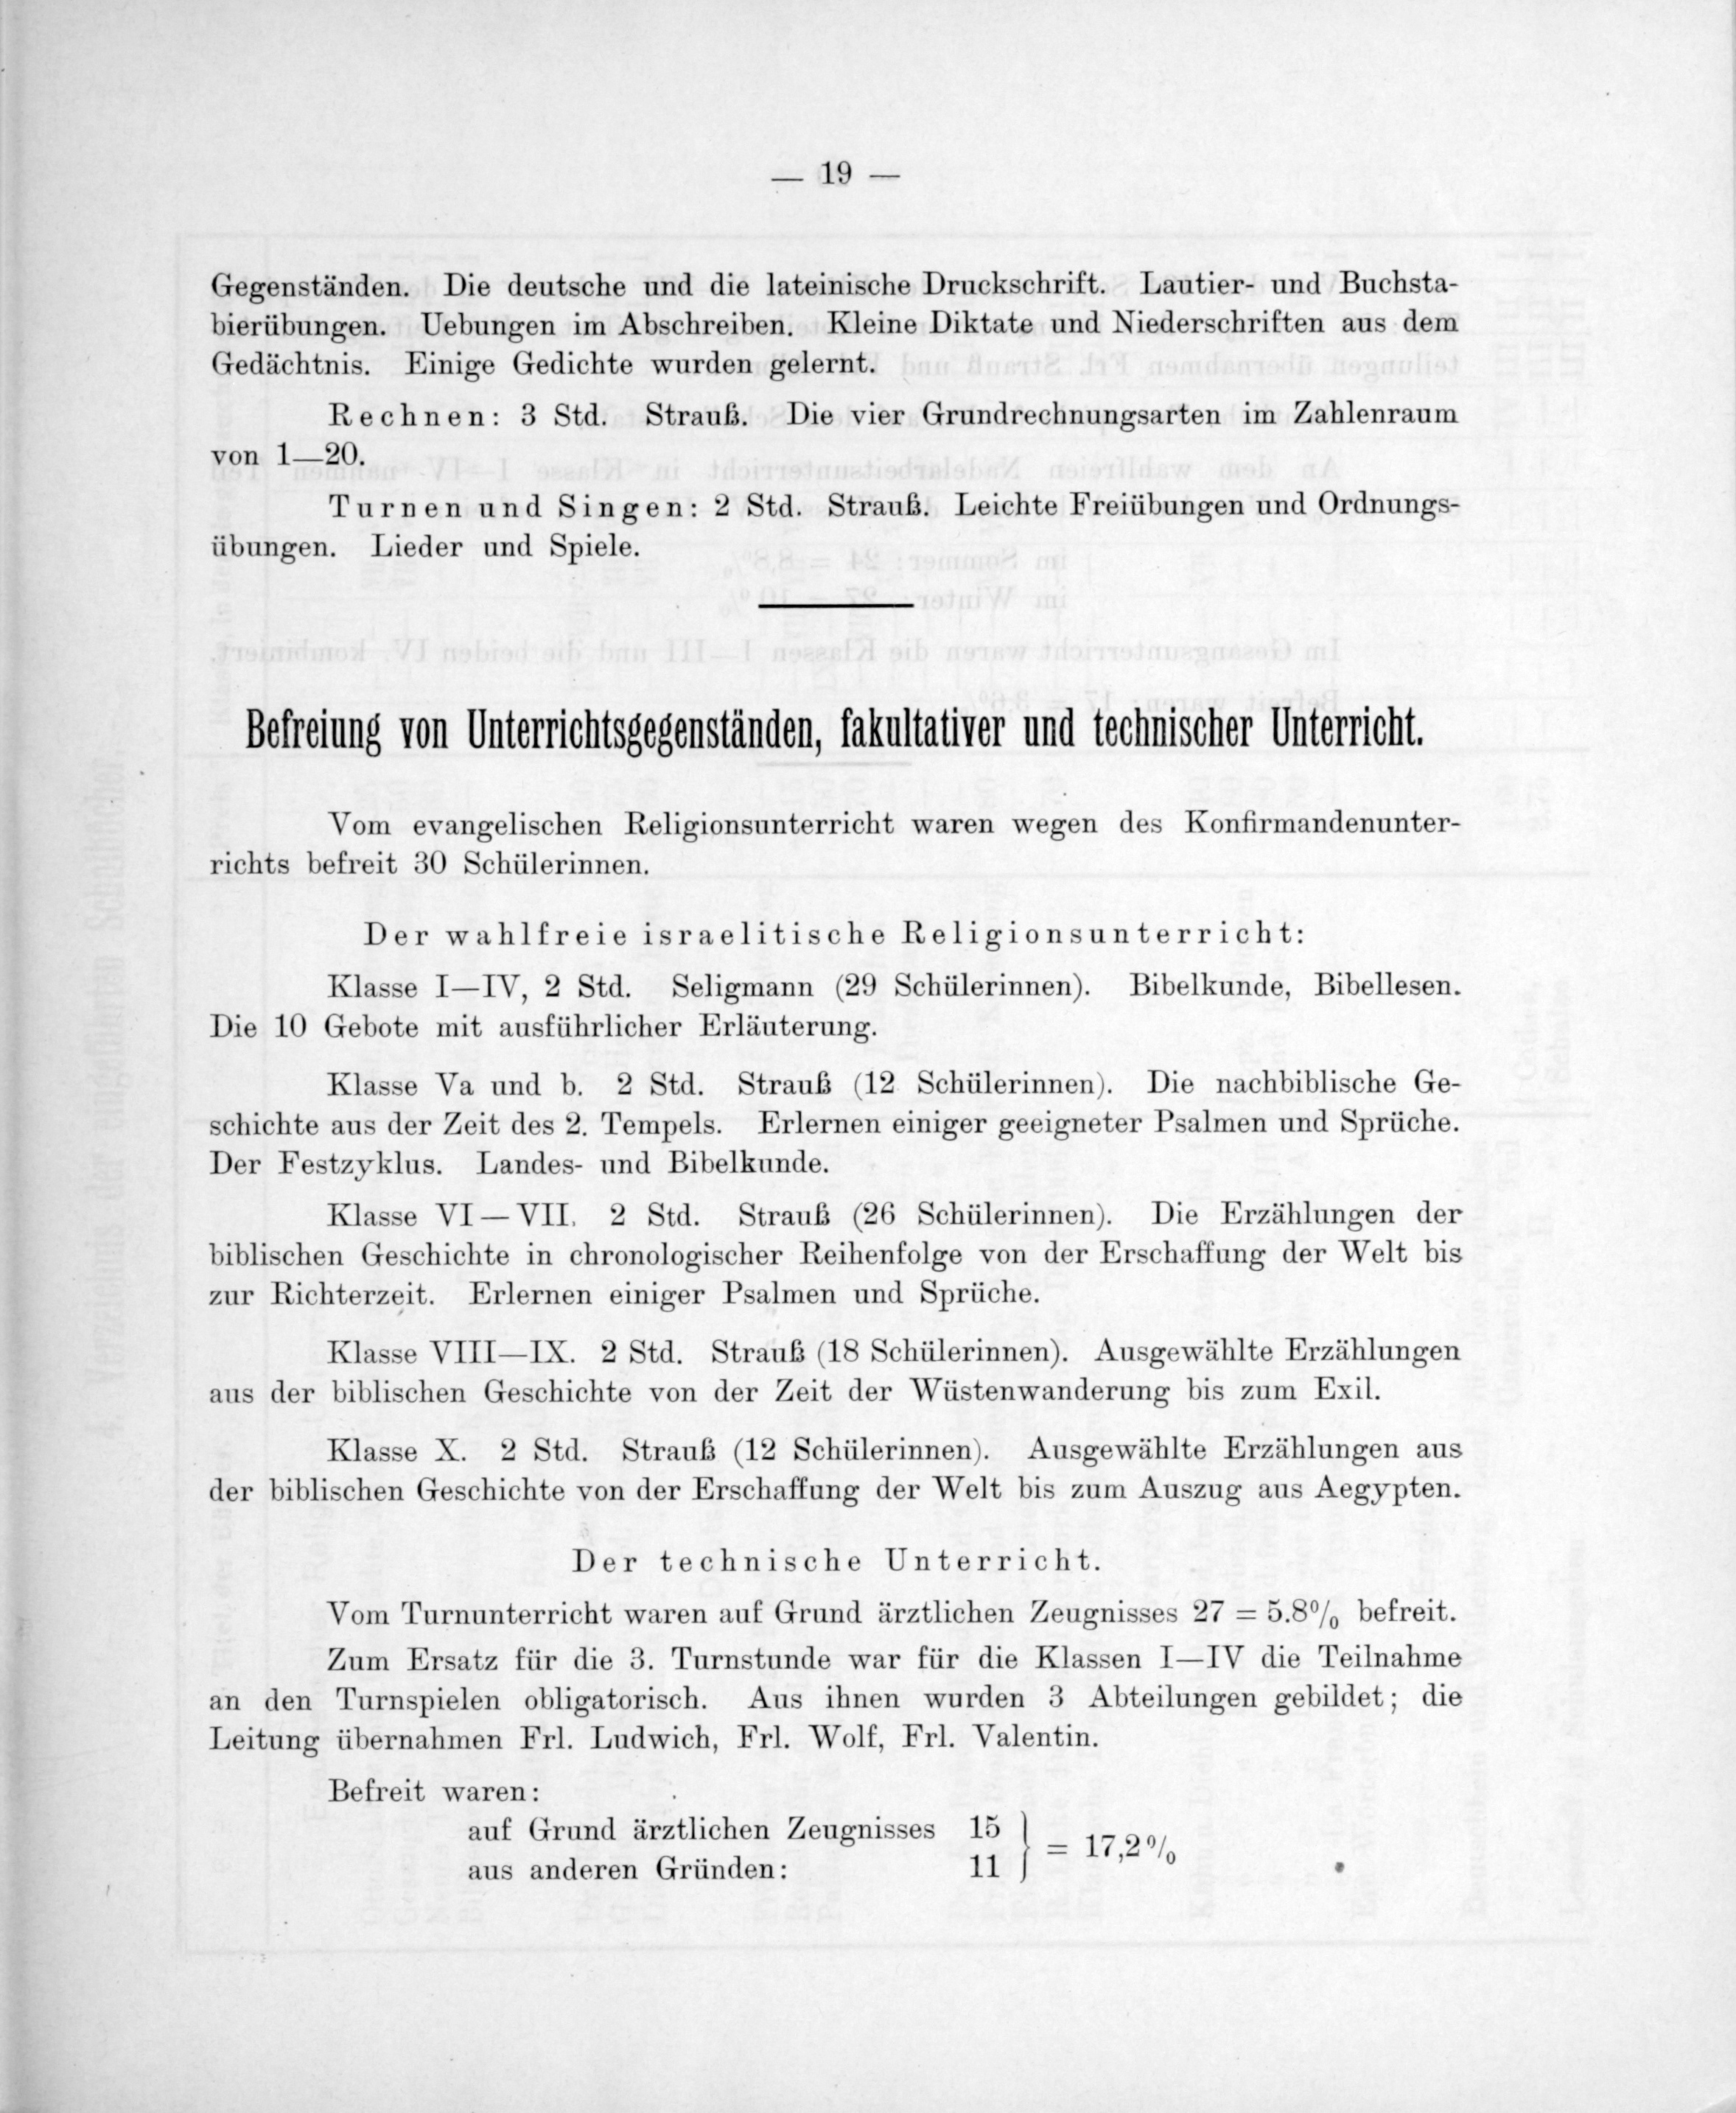 — 19 —
Gegenständen. Die deutsche und die lateinische Druckschrift. Lautier- und Buchsta-
bierübungen. Uebungen im Abschreiben. Kleine Diktate und Niederschriften aus dem
Gedächtnis. Einige Gedichte wurden gelernt.
Rechnen: 3 Std. Strauß. Die vier Grundrechnungsarten im Zahlenraum
von 1—20.
Turnen und Singen: 2 Std. Strauß. Leichte Freiübungen und Ordnungs-
übungen. Lieder und Spiele.
Befreiung von Unterrichtsgegenständen, fakultativer und technischer Unterricht.
Vom evangelischen Religionsunterricht waren wegen des Konfirmandenunter-
richts befreit 30 Schülerinnen.
Der wahlfreie israelitische Religionsunterricht:
Klasse I—IV, 2 Std. Seligmann (29 Schülerinnen). Bibelkunde, Bibellesen.
Die 10 Gebote mit ausführlicher Erläuterung.
Klasse Va und b. 2 Std. Strauß (12 Schülerinnen). Die nachbiblische Ge-
schichte aus der Zeit des 2. Tempels. Erlernen einiger geeigneter Psalmen und Sprüche.
Der Festzyklus. Landes- und Bibelkunde.
Klasse VI—VII. 2 Std. Strauß (26 Schülerinnen). Die Erzählungen der
biblischen Geschichte in chronologischer Reihenfolge von der Erschaffung der Welt bis
zur Richterzeit. Erlernen einiger Psalmen und Sprüche.
Klasse VIII—IX. 2 Std. Strauß (18 Schülerinnen). Ausgewählte Erzählungen
aus der biblischen Geschichte von der Zeit der Wüstenwanderung bis zum Exil.
Klasse X. 2 Std. Strauß (12 Schülerinnen). Ausgewählte Erzählungen aus
der biblischen Geschichte von der Erschaffung der Welt bis zum Auszug aus Aegypten.
Der technische Unterricht.
Vom Turnunterricht waren auf Grund ärztlichen Zeugnisses 27 = 5.8% befreit.
Zum Ersatz für die 3. Turnstunde war für die Klassen I—IV die Teilnahme
an den Turnspielen obligatorisch. Aus ihnen wurden 3 Abteilungen gebildet; die
Leitung übernahmen Frl. Ludwich, Frl. Wolf, Frl. Valentin.
Befreit waren:
auf Grund ärztlichen Zeugnisses 15
aus anderen Gründen: 11 } = 17,2%